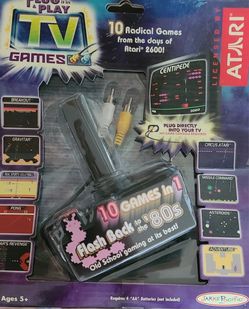 PLUG IT IN & PLAY
TV
GAMES
10 Radical Games
from the days of
Atari® 2600!
LICENSED BY
ATARI
CENTIPEDE
PLUG DIRECTLY
INTO YOUR TV
BREAKOUT
GRAVITAR
PONG
CIRCUS ATARI
MISSILE COMMAND
ASTEROIDS
ADVENTURE
10 GAMES in 1
Flash Back to the '80s
Old School gaming at its best!
Ages 5+
Requires 4 "AA" Batteries (not included)
JAKKS Pacific